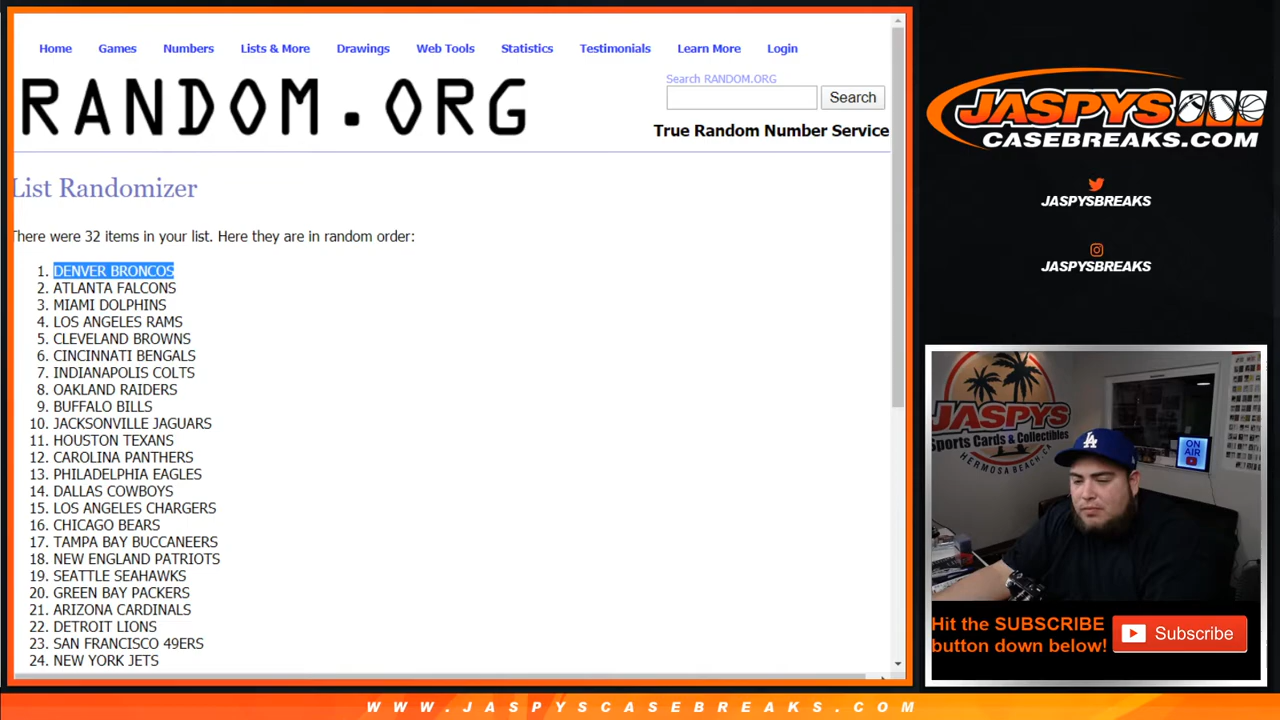 Home Games Numbers Lists & More Drawings Web Tools Statistics Testimonials Learn More Login
RANDOM.ORG
Search RANDOM.ORG
Search
True Random Number Service
List Randomizer
There were 32 items in your list. Here they are in random order:
1. DENVER BRONCOS
2. ATLANTA FALCONS
3. MIAMI DOLPHINS
4. LOS ANGELES RAMS
5. CLEVELAND BROWNS
6. CINCINNATI BENGALS
7. INDIANAPOLIS COLTS
8. OAKLAND RAIDERS
9. BUFFALO BILLS
10. JACKSONVILLE JAGUARS
11. HOUSTON TEXANS
12. CAROLINA PANTHERS
13. PHILADELPHIA EAGLES
14. DALLAS COWBOYS
15. LOS ANGELES CHARGERS
16. CHICAGO BEARS
17. TAMPA BAY BUCCANEERS
18. NEW ENGLAND PATRIOTS
19. SEATTLE SEAHAWKS
20. GREEN BAY PACKERS
21. ARIZONA CARDINALS
22. DETROIT LIONS
23. SAN FRANCISCO 49ERS
24. NEW YORK JETS
JASPYS
CASEBREAKS.COM
JASPYSBREAKS
JASPYSBREAKS
JASPYS
Sports Cards & Collectibles
HERMOSA BEACH, CA
LA
ON
AIR
Hit the SUBSCRIBE
button down below!
Subscribe
WWW.JASPYSCASEBREAKS.COM